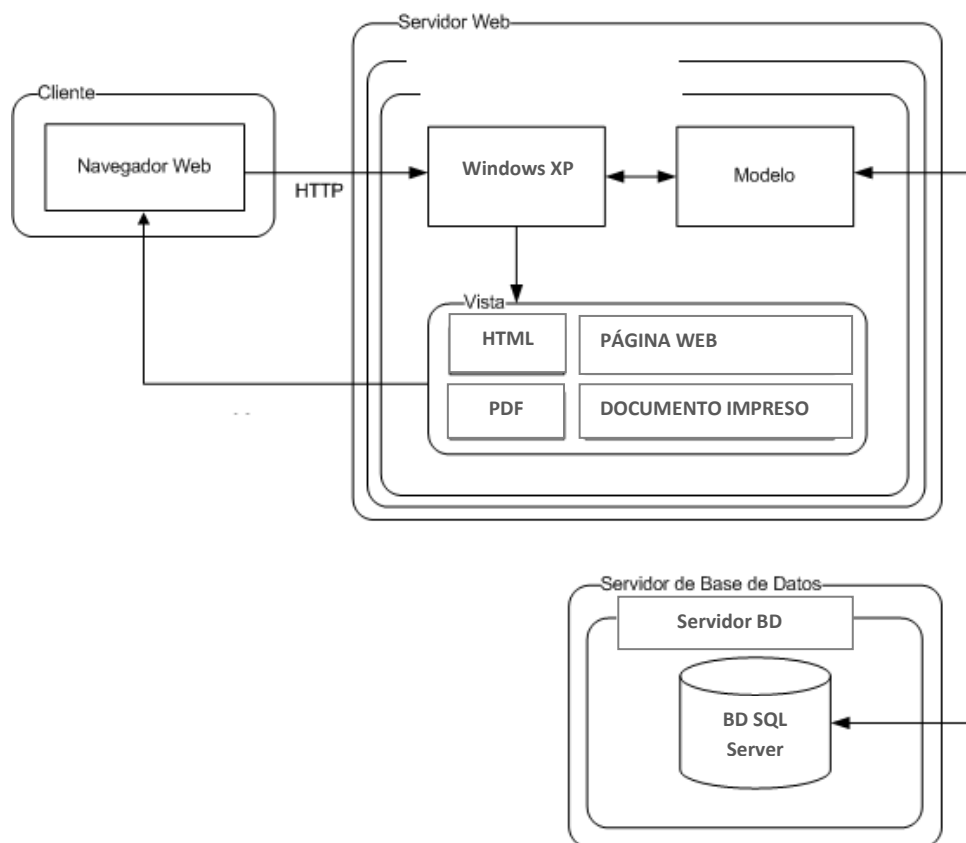 Servidor Web
Cliente
Navegador Web
HTTP
Windows XP
Modelo
Vista
HTML
PÁGINA WEB
PDF
DOCUMENTO IMPRESO
Servidor de Base de Datos
Servidor BD
BD SQL
Server